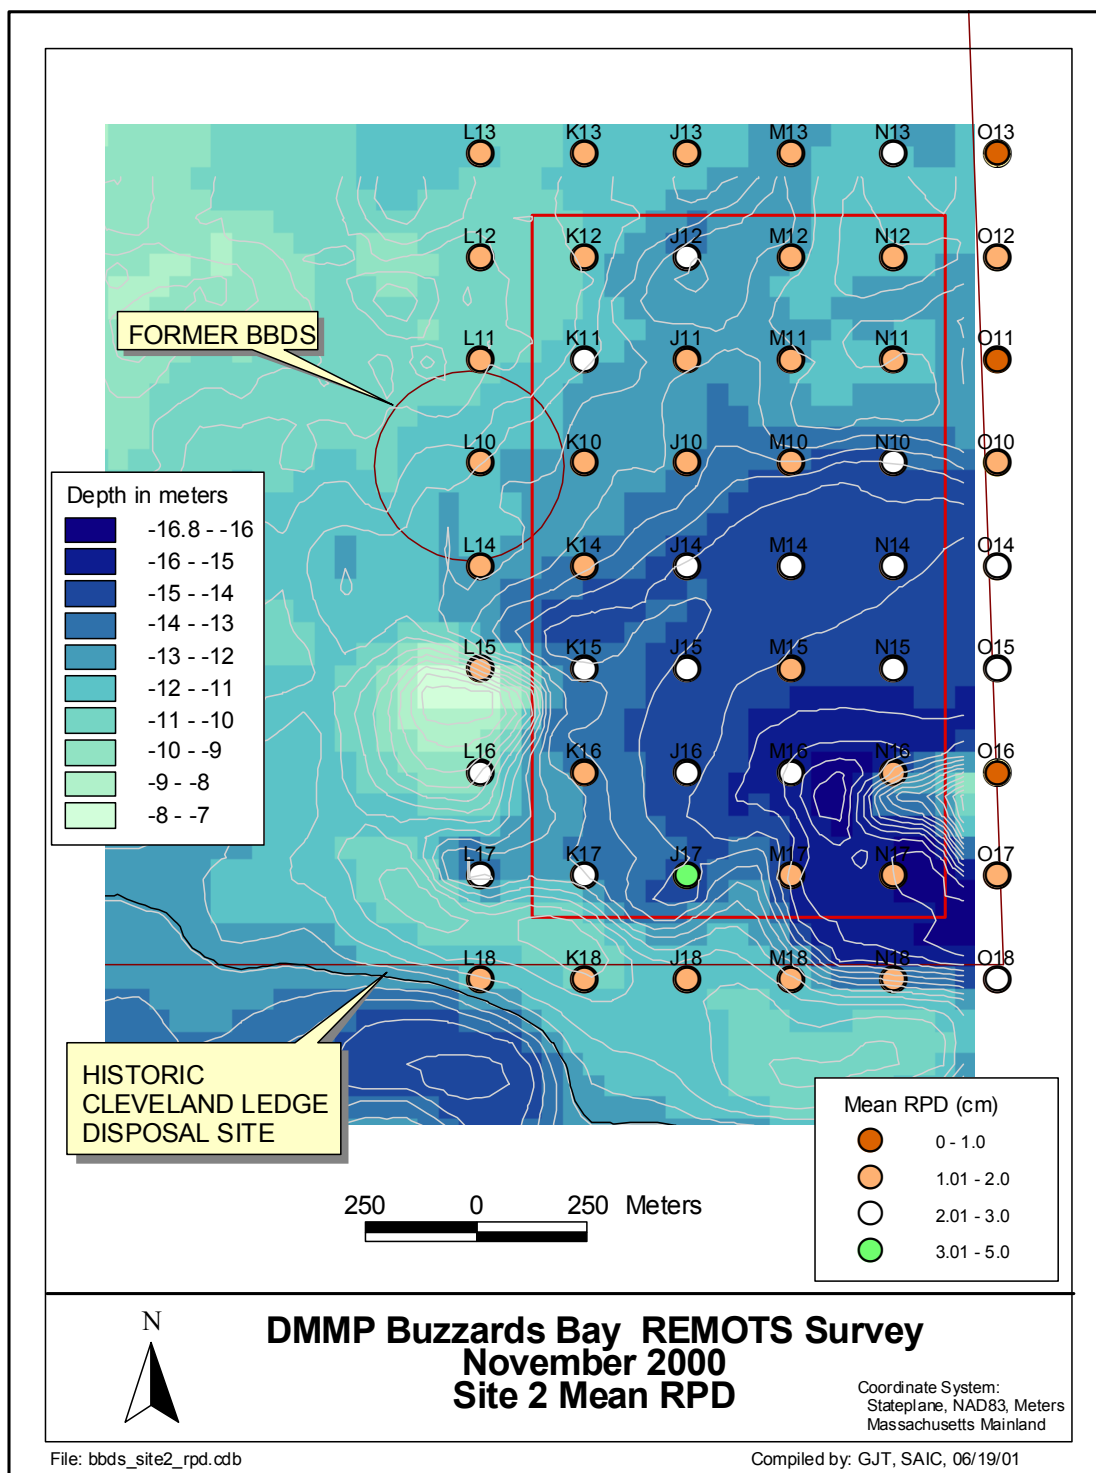 L13 K13 J13 M13 N13 O13
L12 K12 J12 M12 N12 O12
FORMER BBDS
L11 K11 J11 M11 N11 O11
L10 K10 J10 M10 N10 O10
Depth in meters
-16.8 - -16
-16 - -15
-15 - -14
-14 - -13
-13 - -12
-12 - -11
-11 - -10
-10 - -9
-9 - -8
-8 - -7
L14 K14 J14 M14 N14 O14
L15 K15 J15 M15 N15 O15
L16 K16 J16 M16 N16 O16
L17 K17 J17 M17 N17 O17
L18 K18 J18 M18 N18 O18
HISTORIC
CLEVELAND LEDGE
DISPOSAL SITE
Mean RPD (cm)
0 - 1.0
1.01 - 2.0
2.01 - 3.0
3.01 - 5.0
250 0 250 Meters
N
DMMP Buzzards Bay REMOTS Survey
November 2000
Site 2 Mean RPD
Coordinate System:
Stateplane, NAD83, Meters
Massachusetts Mainland
File: bbds_site2_rpd.cdb
Compiled by: GJT, SAIC, 06/19/01